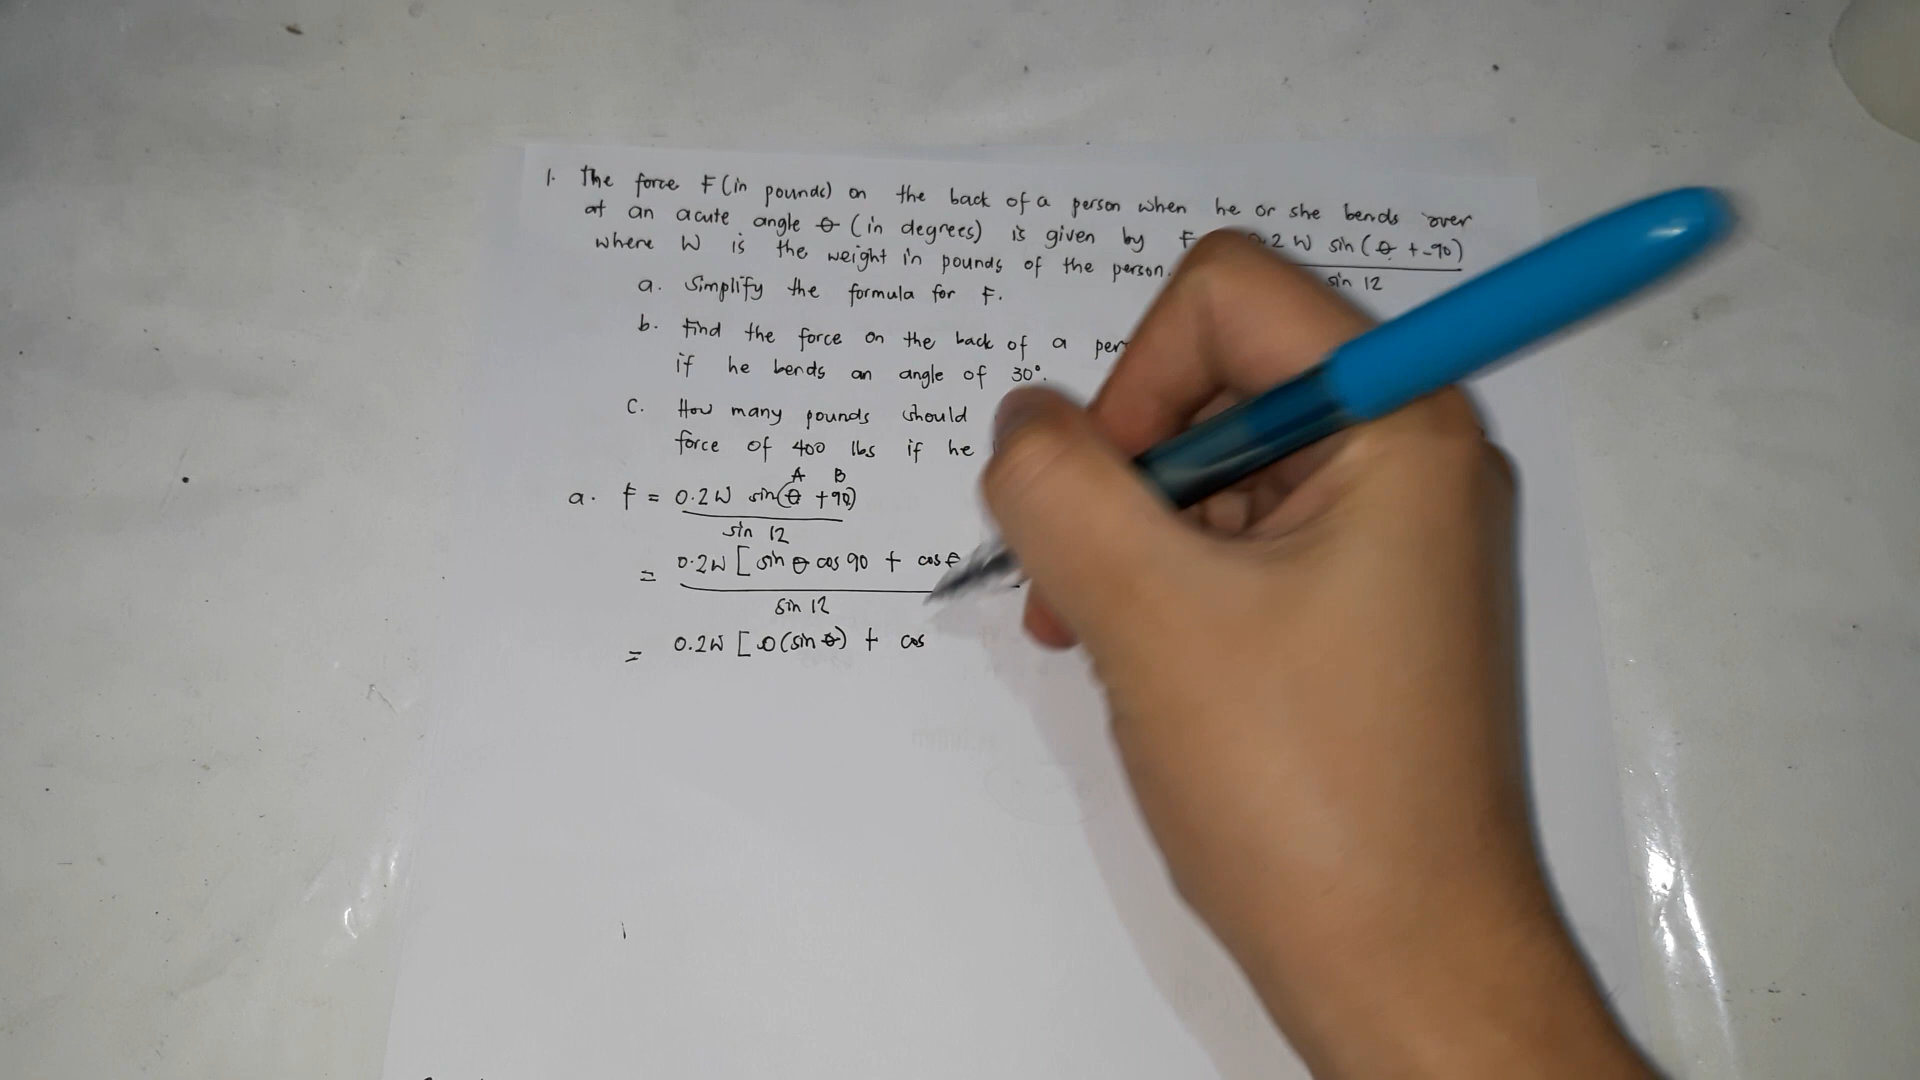 1. The force F (in pounds) on the back of a person when he or she bends over
at an acute angle θ (in degrees) is given by F 0.2 W sin (θ + 90)
sin 12
where W is the weight in pounds of the person.
a. Simplify the formula for F.
b. Find the force on the back of a
if he bends an angle of 30°.
c. How many pounds should
force of 400 lbs if he
A B
a. F = 0.2W sin(θ +90)
sin 12
= 0.2W [sin θ cos 90 + cos θ
sin 12
= 0.2W [0(sin θ) + cos